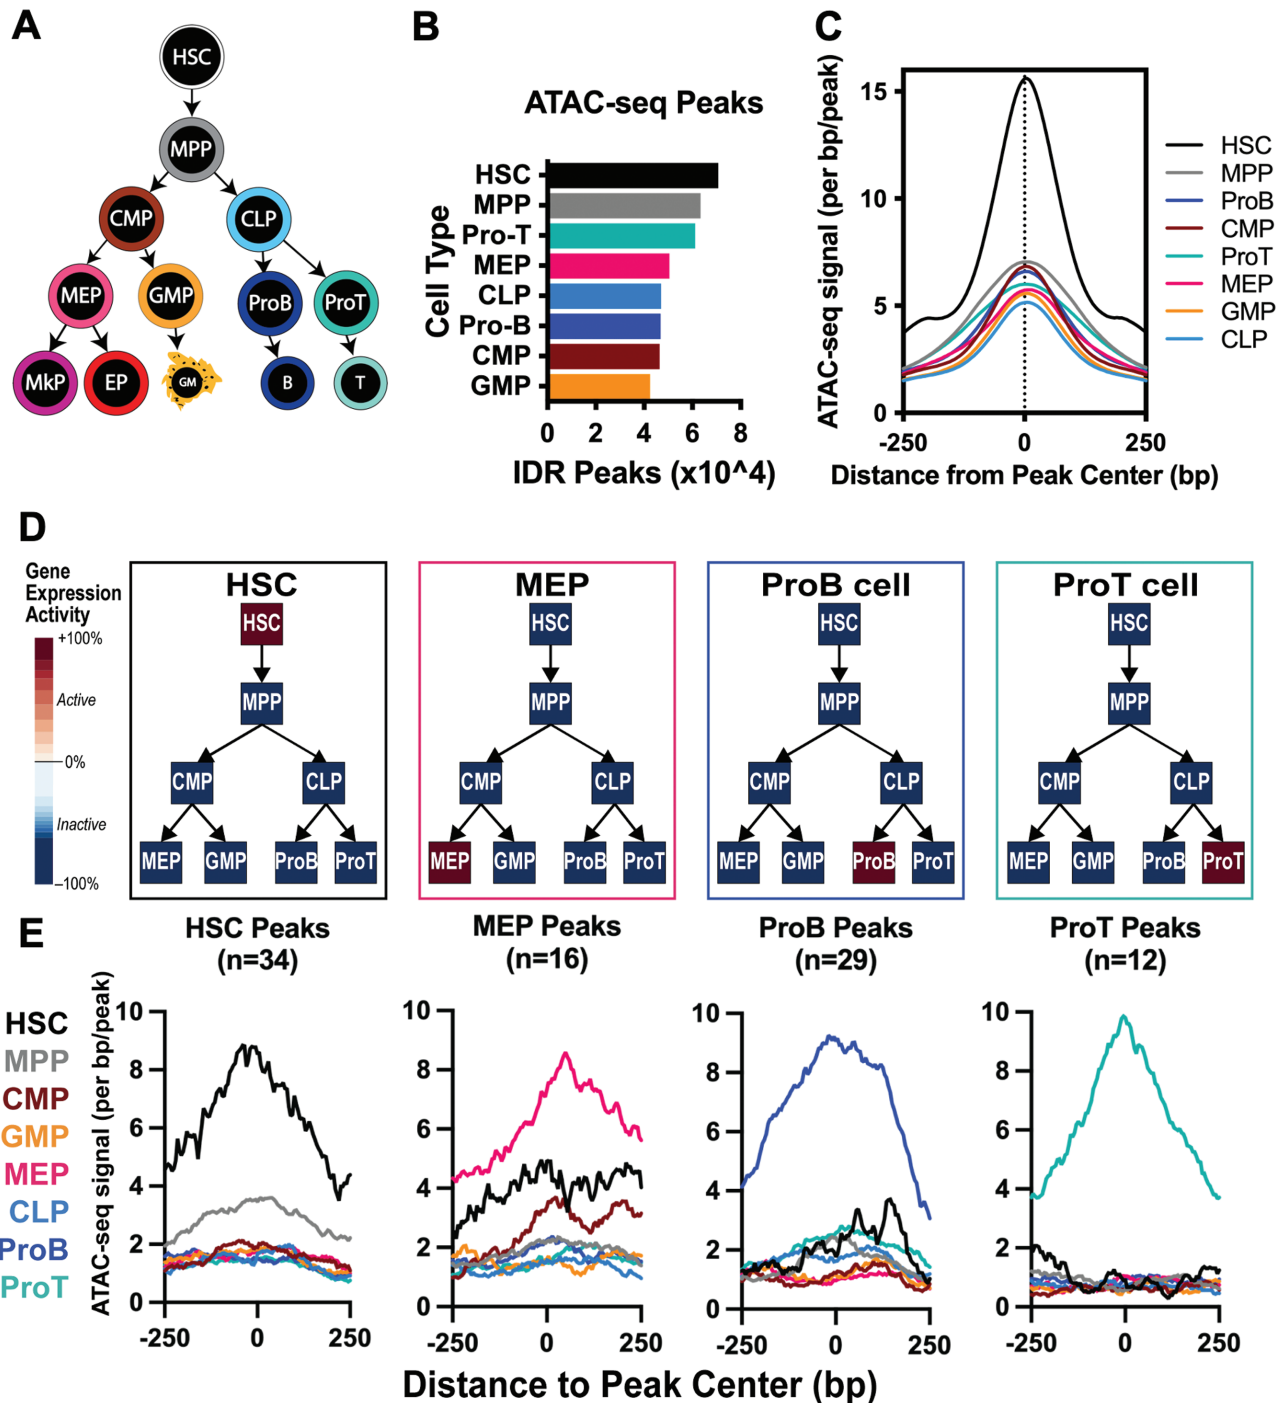 A
HSC
MPP
CMP
CLP
MEP
GMP
ProB
ProT
MkP
EP
GM
B
T
B
ATAC-seq Peaks
Cell Type
HSC
MPP
Pro-T
MEP
CLP
Pro-B
CMP
GMP
0 2 4 6 8
IDR Peaks (x10^4)
C
ATAC-seq signal (per bp/peak)
15
10
5
0
-250 0 250
Distance from Peak Center (bp)
HSC
MPP
ProB
CMP
ProT
MEP
GMP
CLP
D
Gene
Expression
Activity
+100%
Active
0%
Inactive
–100%
HSC
HSC
MPP
CMP CLP
MEP GMP ProB ProT
MEP
HSC
MPP
CMP CLP
MEP GMP ProB ProT
ProB cell
HSC
MPP
CMP CLP
MEP GMP ProB ProT
ProT cell
HSC
MPP
CMP CLP
MEP GMP ProB ProT
E
HSC
MPP
CMP
GMP
MEP
CLP
ProB
ProT
ATAC-seq signal (per bp/peak)
HSC Peaks
(n=34)
10
8
6
4
2
0
-250 0 250
MEP Peaks
(n=16)
10
8
6
4
2
0
-250 0 250
ProB Peaks
(n=29)
10
8
6
4
2
0
-250 0 250
ProT Peaks
(n=12)
10
8
6
4
2
0
-250 0 250
Distance to Peak Center (bp)